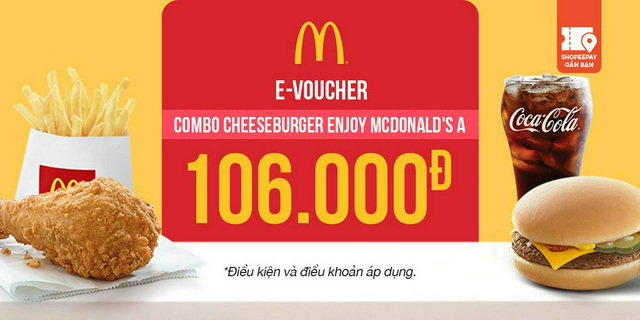 SHOPEEPAY
GẦN BẠN
E-VOUCHER
COMBO CHEESEBURGER ENJOY MCDONALD'S A
106.000Đ
Coca-Cola
*Điều kiện và điều khoản áp dụng.